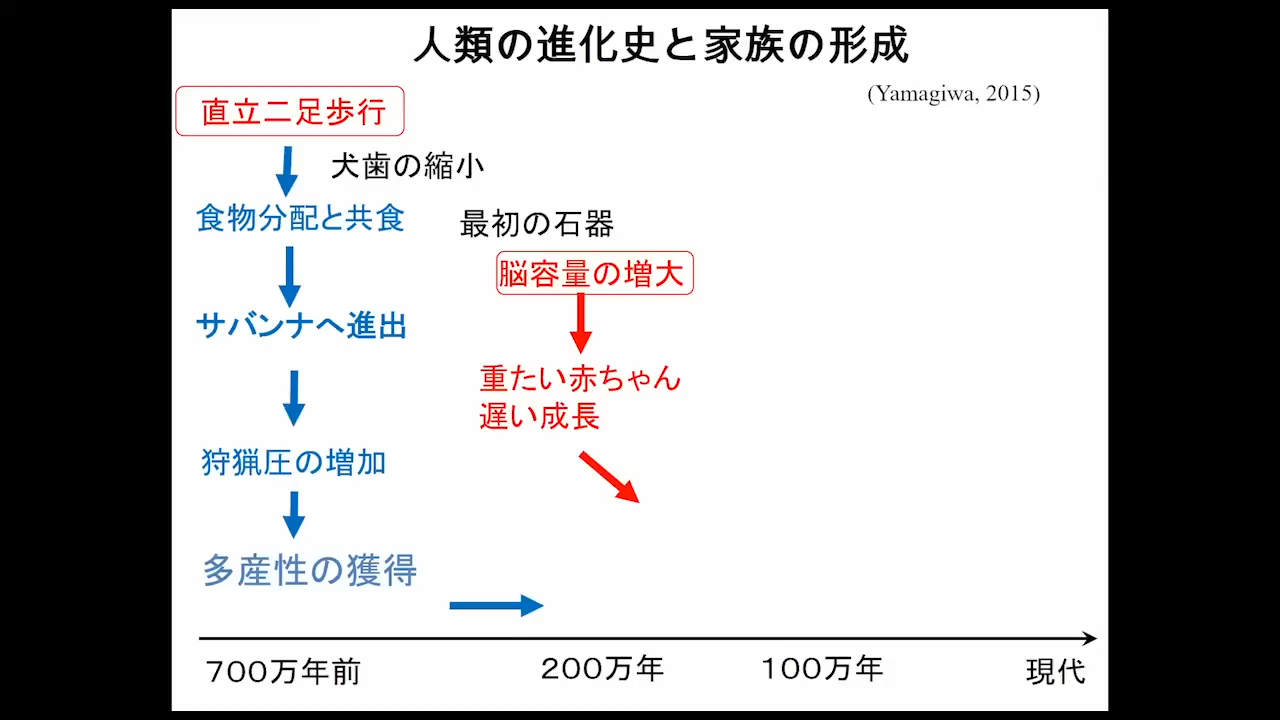 人類の進化史と家族の形成
(Yamagiwa, 2015)
直立二足歩行
犬歯の縮小
食物分配と共食
最初の石器
脳容量の増大
サバンナへ進出
重たい赤ちゃん
遅い成長
狩猟圧の増加
多産性の獲得
700万年前
200万年
100万年
現代